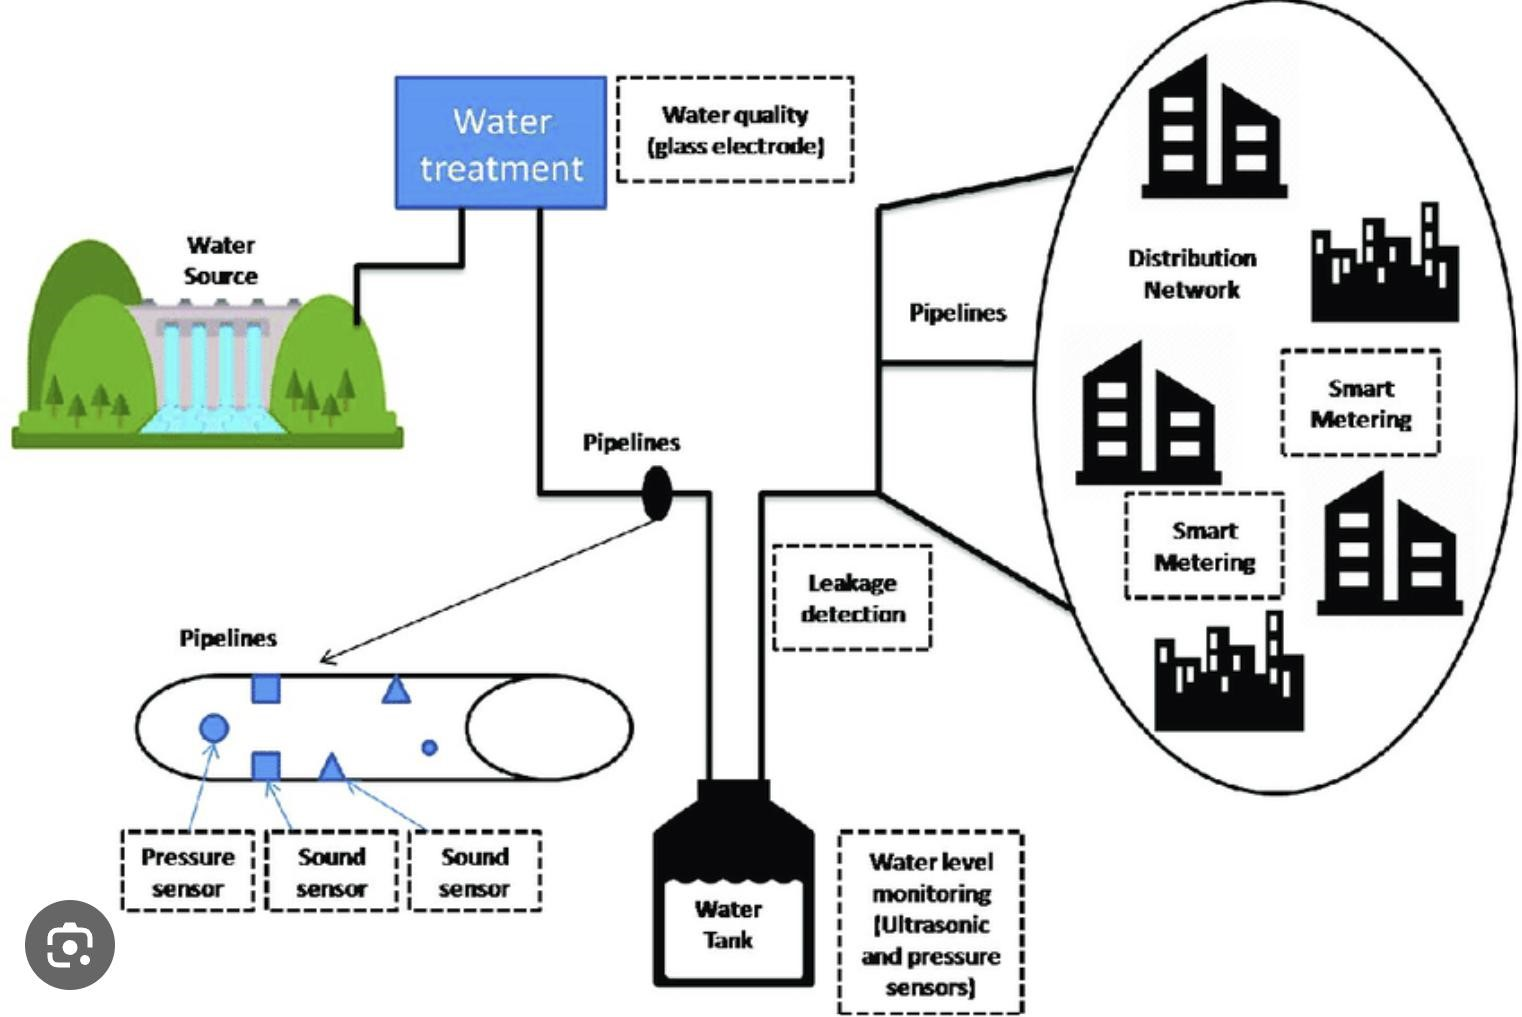 Water
treatment
Water quality
(glass electrode)
Water
Source
Distribution
Network
Pipelines
Smart
Metering
Pipelines
Smart
Metering
Leakage
detection
Pipelines
Pressure
sensor
Sound
sensor
Sound
sensor
Water
Tank
Water level
monitoring
(Ultrasonic
and pressure
sensors)